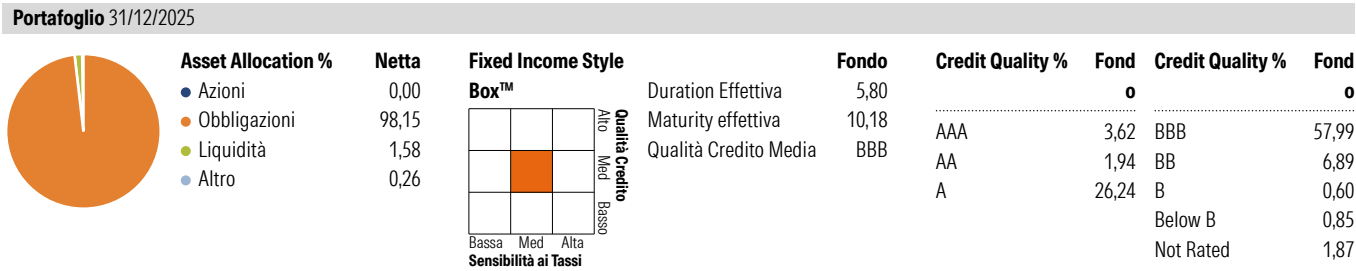 Portafoglio 31/12/2025
Asset Allocation % Netta
Azioni 0,00
Obbligazioni 98,15
Liquidità 1,58
Altro 0,26
Fixed Income Style
Box™
Alto
Med
Basso
Qualità Credito
Bassa Med Alta
Sensibilità ai Tassi
Fondo
Duration Effettiva 5,80
Maturity effettiva 10,18
Qualità Credito Media BBB
Credit Quality % Fond
o
AAA 3,62
AA 1,94
A 26,24
Credit Quality % Fond
o
BBB 57,99
BB 6,89
B 0,60
Below B 0,85
Not Rated 1,87